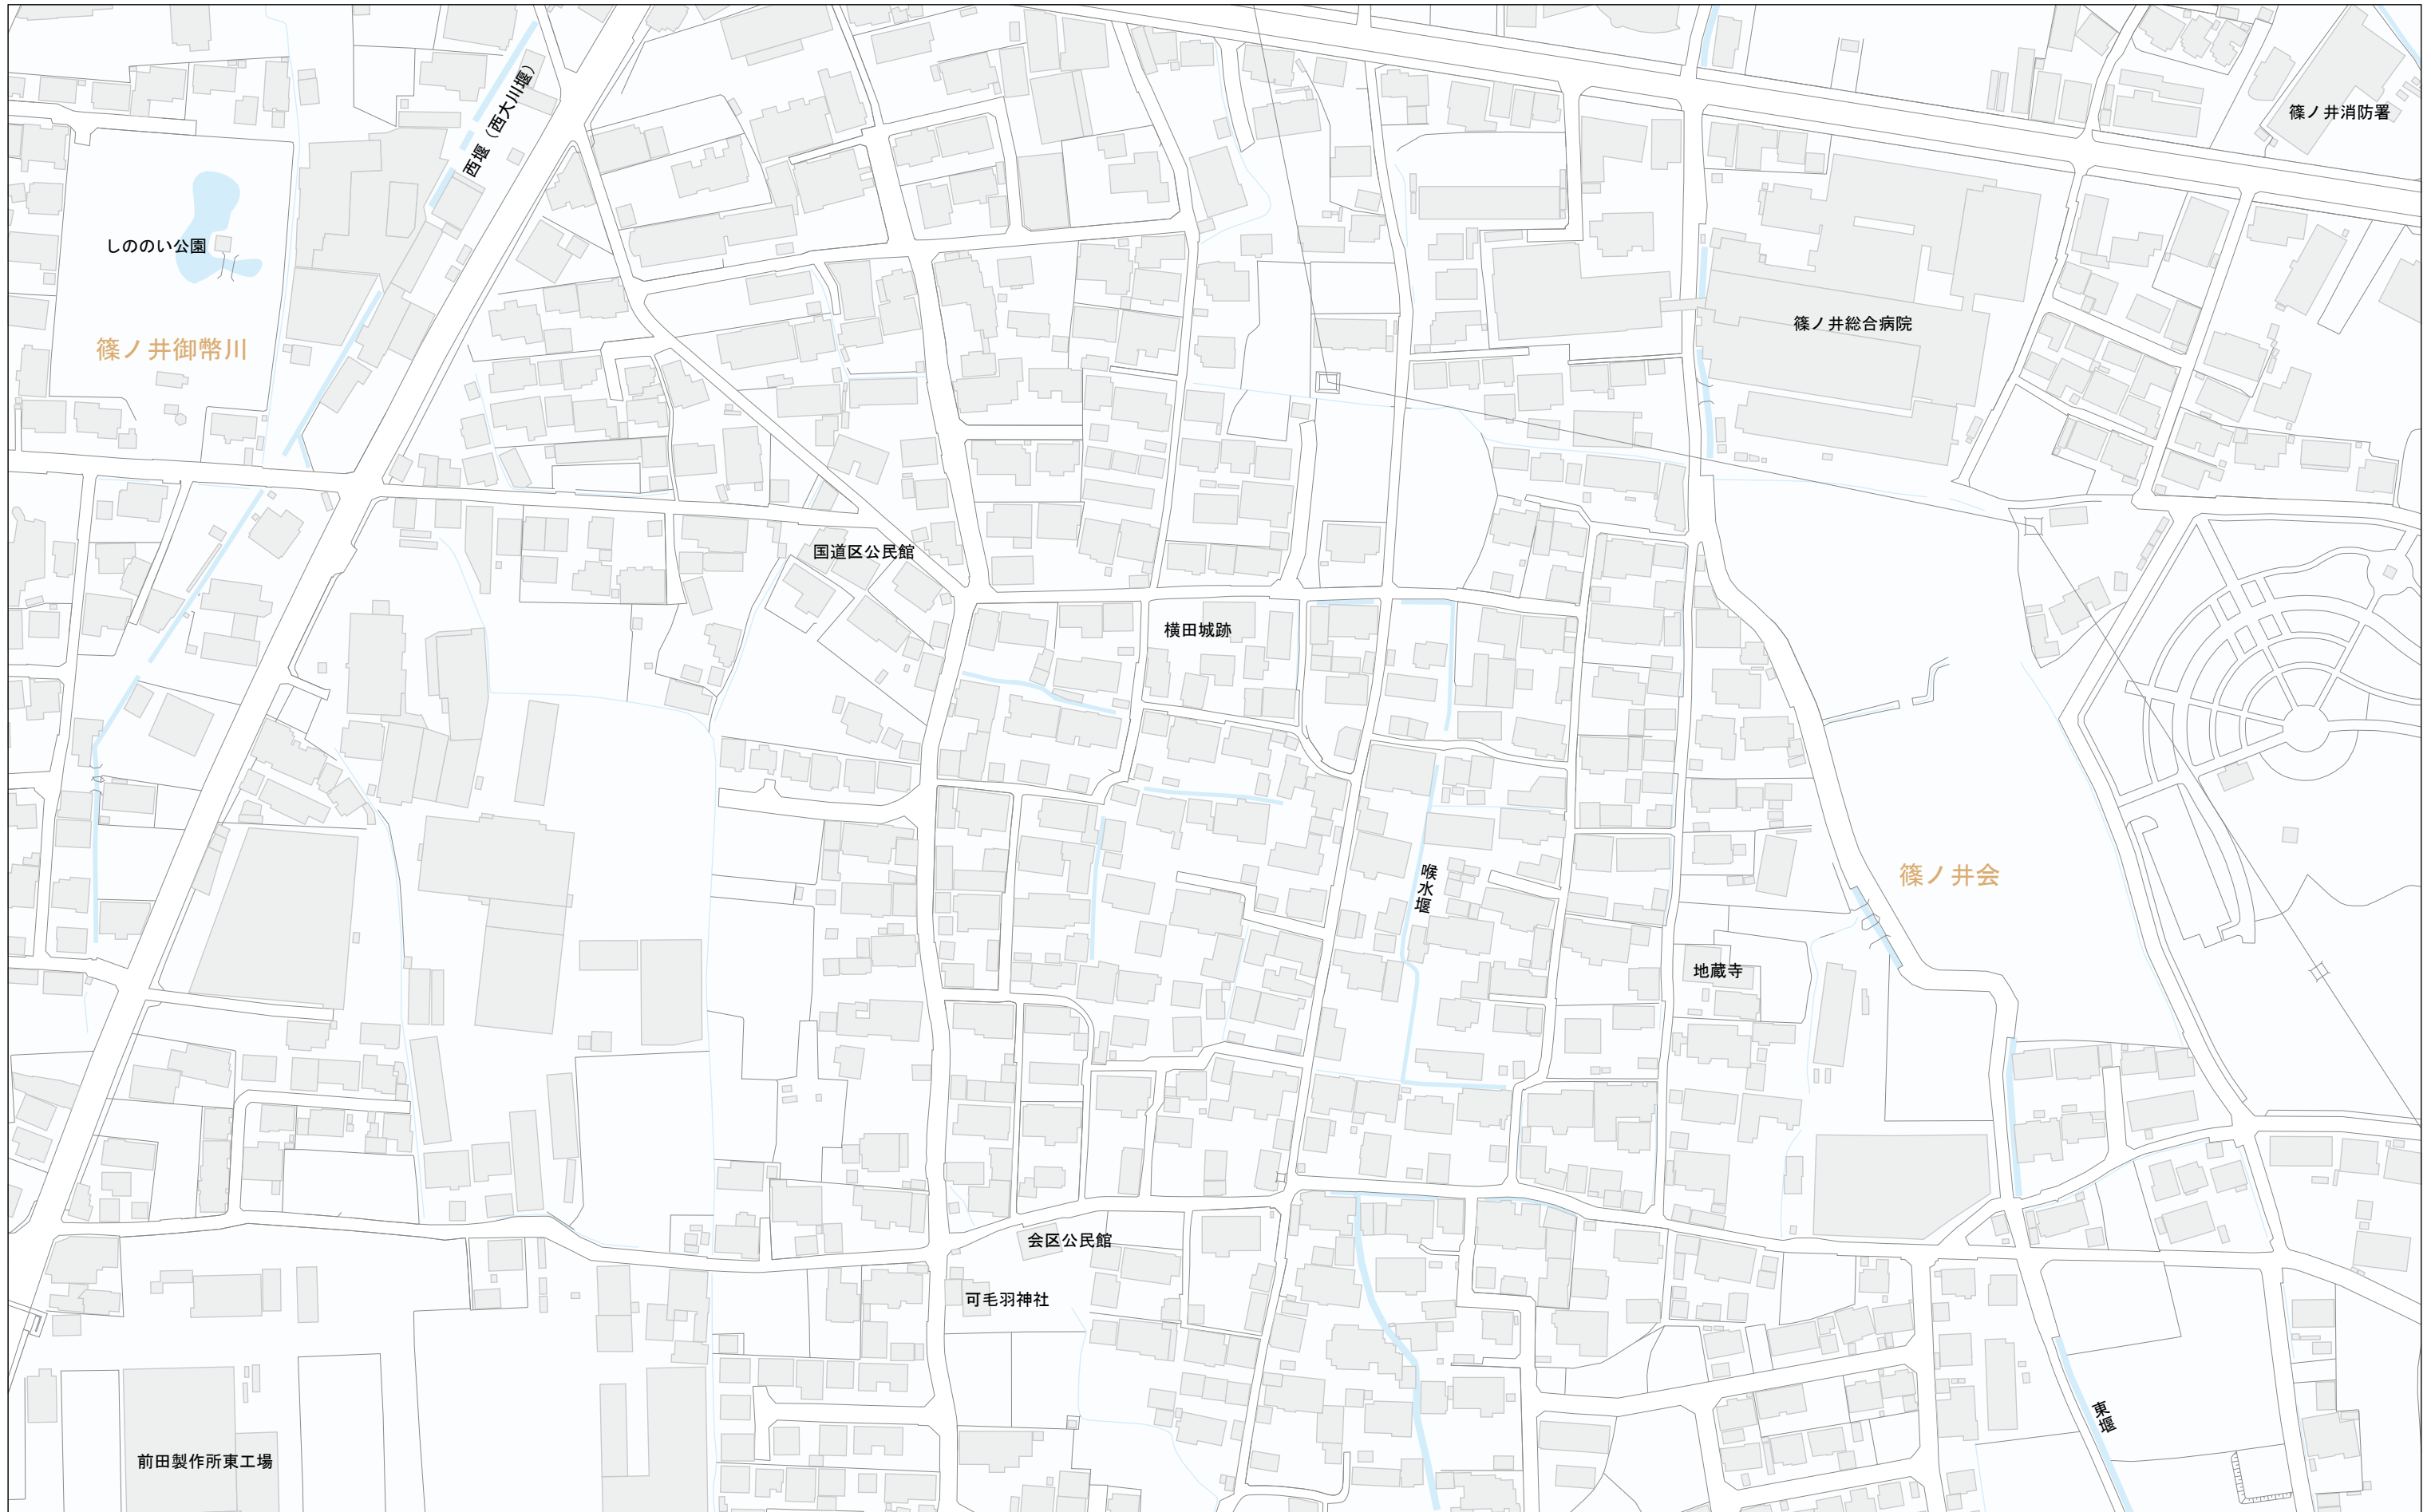 篠ノ井消防署
西堰（西大川堰）
しののい公園
篠ノ井総合病院
篠ノ井御幣川
国道区公民館
横田城跡
篠ノ井会
喉水堰
地蔵寺
会区公民館
可毛羽神社
東堰
前田製作所東工場